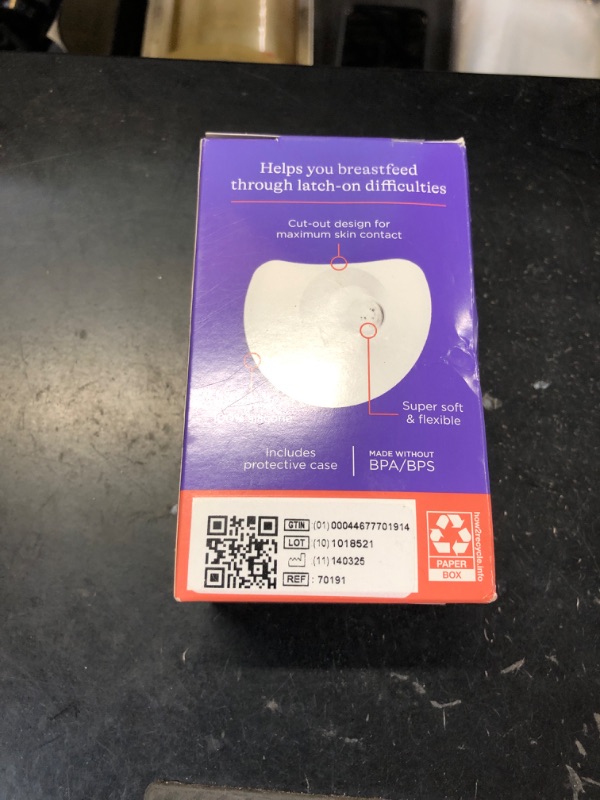 Helps you breastfeed
through latch-on difficulties
Cut-out design for
maximum skin contact
Super soft
& flexible
Includes
protective case
MADE WITHOUT
BPA/BPS
GTIN (01)00044677701914
LOT (10)1018521
(11)140325
REF : 70191
PAPER
BOX
how2recycle.info